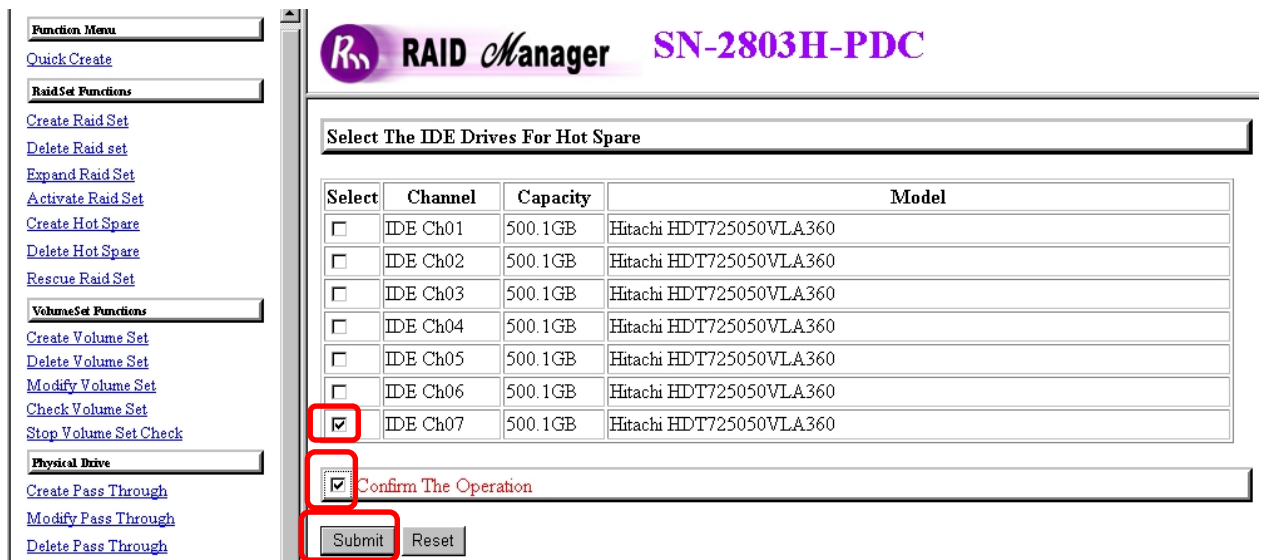 Function Menu
Quick Create
RaidSet Functions
Create Raid Set
Delete Raid set
Expand Raid Set
Activate Raid Set
Create Hot Spare
Delete Hot Spare
Rescue Raid Set
VolumeSet Functions
Create Volume Set
Delete Volume Set
Modify Volume Set
Check Volume Set
Stop Volume Set Check
Physical Drive
Create Pass Through
Modify Pass Through
Delete Pass Through
Rm RAID Manager SN-2803H-PDC
Select The IDE Drives For Hot Spare
Select Channel Capacity Model
IDE Ch01 500.1GB Hitachi HDT725050VLA360
IDE Ch02 500.1GB Hitachi HDT725050VLA360
IDE Ch03 500.1GB Hitachi HDT725050VLA360
IDE Ch04 500.1GB Hitachi HDT725050VLA360
IDE Ch05 500.1GB Hitachi HDT725050VLA360
IDE Ch06 500.1GB Hitachi HDT725050VLA360
IDE Ch07 500.1GB Hitachi HDT725050VLA360
Confirm The Operation
Submit Reset